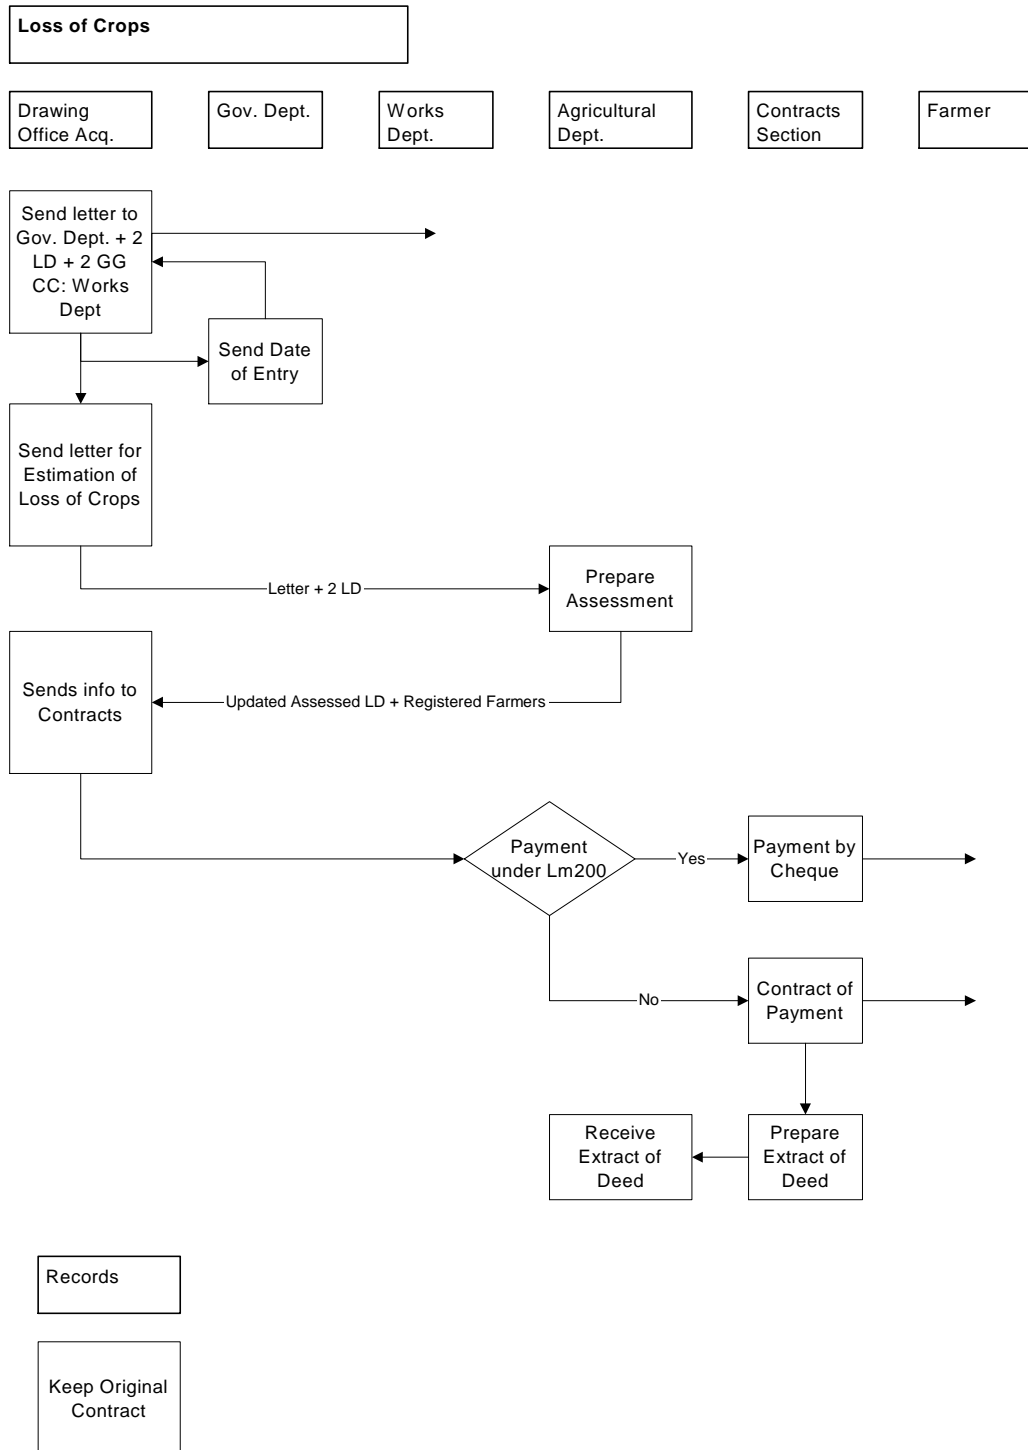 Loss of Crops
Drawing
Office Acq.
Gov. Dept.
Works
Dept.
Agricultural
Dept.
Contracts
Section
Farmer
Send letter to
Gov. Dept. + 2
LD + 2 GG
CC: Works
Dept
Send Date
of Entry
Send letter for
Estimation of
Loss of Crops
Letter + 2 LD
Prepare
Assessment
Sends info to
Contracts
Updated Assessed LD + Registered Farmers
Payment
under Lm200
Yes
Payment by
Cheque
No
Contract of
Payment
Receive
Extract of
Deed
Prepare
Extract of
Deed
Records
Keep Original
Contract